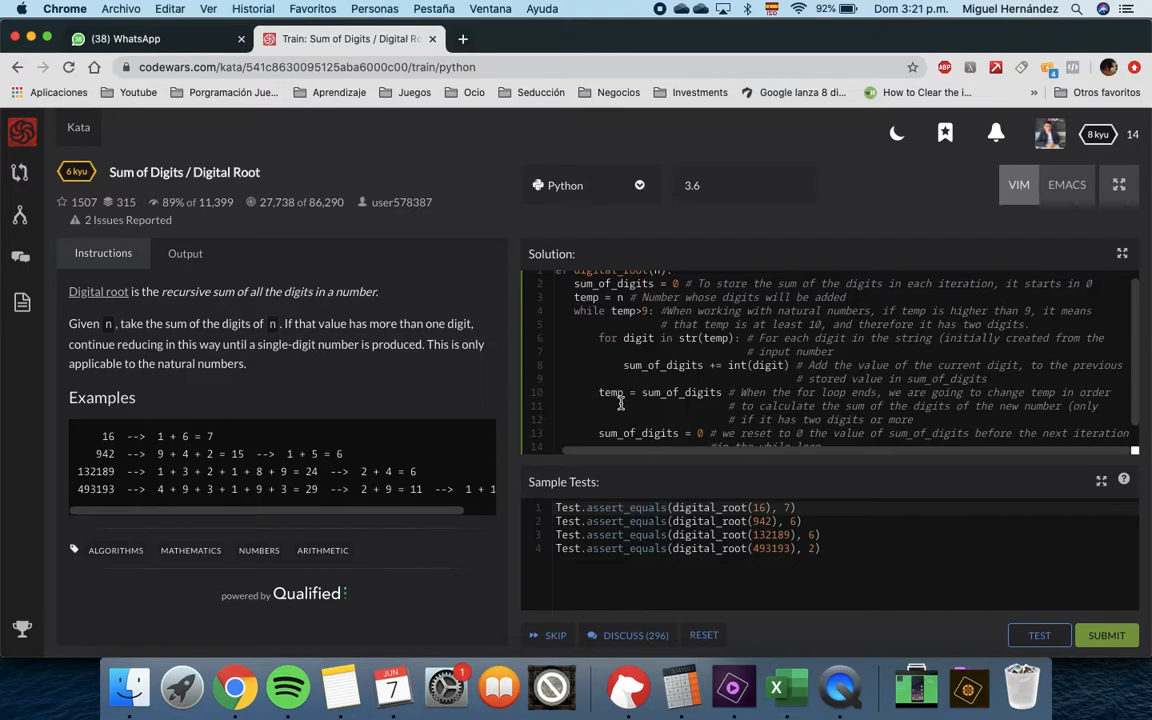 Chrome Archivo Editar Ver Historial Favoritos Personas Pestaña Ventana Ayuda 92% Dom 3:21 p.m. Miguel Hernández
(38) WhatsApp Train: Sum of Digits / Digital Ro
codewars.com/kata/541c8630095125aba6000c00/train/python
Aplicaciones Youtube Porgramación Jue... Aprendizaje Juegos Ocio Seducción Negocios Investments Google lanza 8 di... How to Clear the i... Otros favoritos
Kata 8 kyu 14
6 kyu Sum of Digits / Digital Root Python 3.6 VIM EMACS
1507 315 89% of 11,399 27,738 of 86,290 user578387
2 Issues Reported
Instructions Output
Digital root is the recursive sum of all the digits in a number.
Given n, take the sum of the digits of n. If that value has more than one digit,
continue reducing in this way until a single-digit number is produced. This is only
applicable to the natural numbers.
Examples
16 --> 1 + 6 = 7
942 --> 9 + 4 + 2 = 15 --> 1 + 5 = 6
132189 --> 1 + 3 + 2 + 1 + 8 + 9 = 24 --> 2 + 4 = 6
493193 --> 4 + 9 + 3 + 1 + 9 + 3 = 29 --> 2 + 9 = 11 --> 1 + 1
ALGORITHMS MATHEMATICS NUMBERS ARITHMETIC
powered by Qualified
Solution:
1 ef digital_root(n):
2 sum_of_digits = 0 # To store the sum of the digits in each iteration, it starts in 0
3 temp = n # Number whose digits will be added
4 while temp>9: #When working with natural numbers, if temp is higher than 9, it means
5 # that temp is at least 10, and therefore it has two digits.
6 for digit in str(temp): # For each digit in the string (initially created from the
7 # input number
8 sum_of_digits += int(digit) # Add the value of the current digit, to the previous
9 # stored value in sum_of_digits
10 temp = sum_of_digits # When the for loop ends, we are going to change temp in order
11 # to calculate the sum of the digits of the new number (only
12 # if it has two digits or more
13 sum_of_digits = 0 # we reset to 0 the value of sum_of_digits before the next iteration
14 #in the while loop
Sample Tests:
1 Test.assert_equals(digital_root(16), 7)
2 Test.assert_equals(digital_root(942), 6)
3 Test.assert_equals(digital_root(132189), 6)
4 Test.assert_equals(digital_root(493193), 2)
SKIP DISCUSS (296) RESET TEST SUBMIT
JUN
7
1